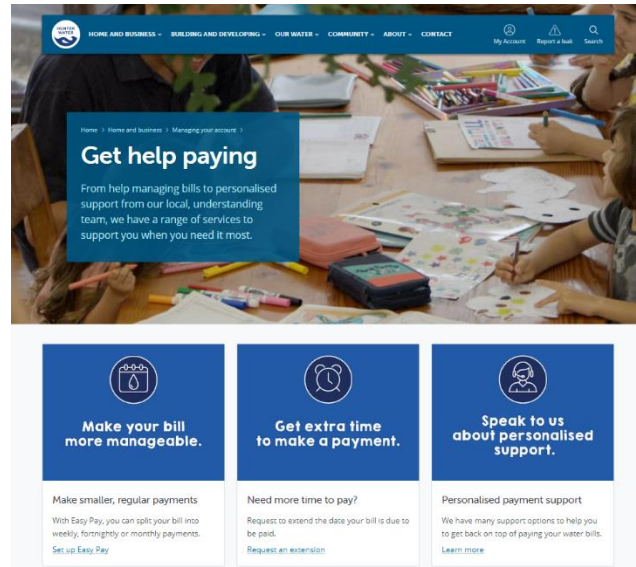 HUNTER
WATER
HOME AND BUSINESS
BUILDING AND DEVELOPING
OUR WATER
COMMUNITY
ABOUT
CONTACT
My Account
Report a leak
Search
Home > Home and business > Managing your account >
Get help paying
From help managing bills to personalised
support from our local, understanding
team, we have a range of services to
support you when you need it most.
Make your bill
more manageable.
Make smaller, regular payments
With Easy Pay, you can split your bill into
weekly, fortnightly or monthly payments.
Set up Easy Pay
Get extra time
to make a payment.
Need more time to pay?
Request to extend the date your bill is due to
be paid.
Request an extension
Speak to us
about personalised
support.
Personalised payment support
We have many support options to help you
to get back on top of paying your water bills.
Learn more